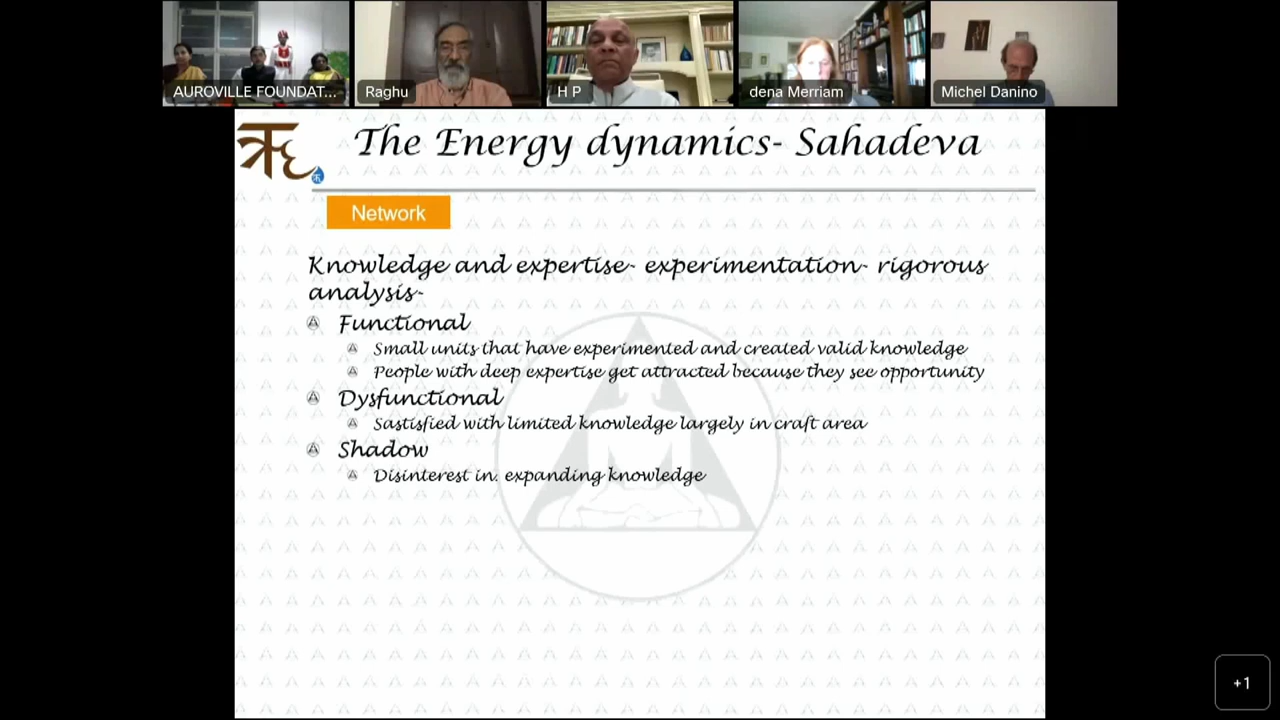 AUROVILLE FOUNDAT...
Raghu
H P
dena Merriam
Michel Danino
The Energy dynamics- Sahadeva
Network
Knowledge and expertise- experimentation- rigorous
analysis-
Functional
Small units that have experimented and created valid knowledge
People with deep expertise get attracted because they see opportunity
Dysfunctional
Sastisfied with limited knowledge largely in craft area
Shadow
Disinterest in. expanding knowledge
+1